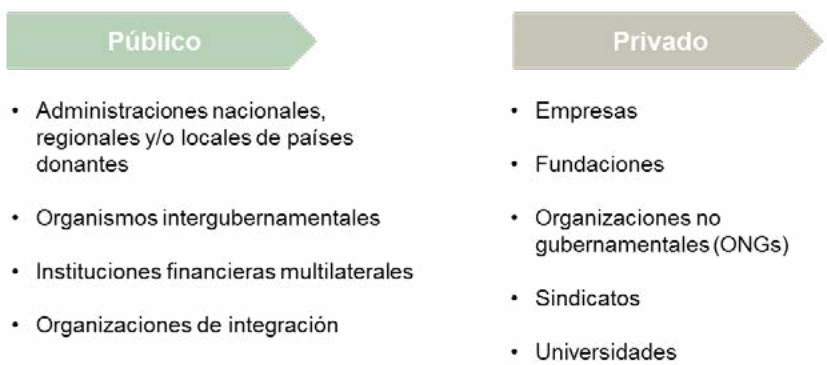 Público
• Administraciones nacionales,
regionales y/o locales de países
donantes
• Organismos intergubernamentales
• Instituciones financieras multilaterales
• Organizaciones de integración
Privado
• Empresas
• Fundaciones
• Organizaciones no
gubernamentales (ONGs)
• Sindicatos
• Universidades